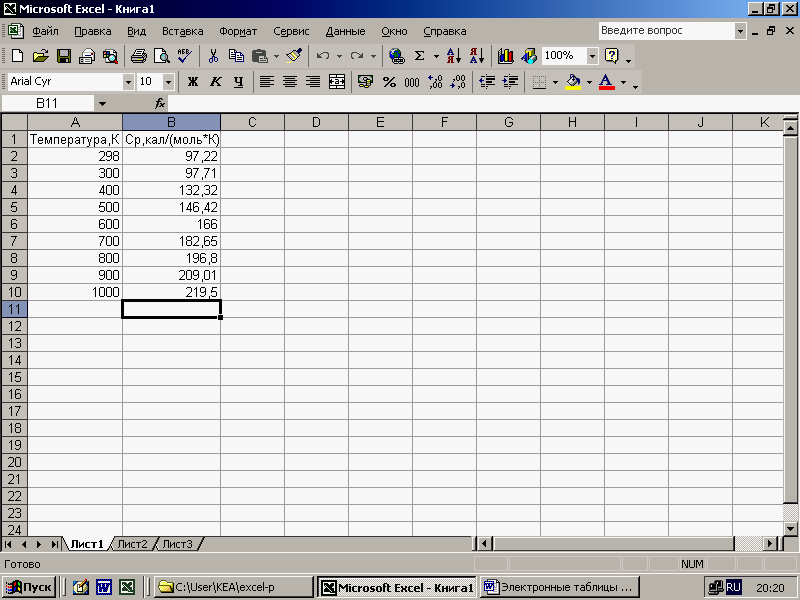 Microsoft Excel - Книга1
Файл Правка Вид Вставка Формат Сервис Данные Окно Справка Введите вопрос
100%
Arial Cyr 10 Ж К Ч % 000
B11 fx
A B C D E F G H I J K
1 Температура,К Ср,кал/(моль*К)
2 298 97,22
3 300 97,71
4 400 132,32
5 500 146,42
6 600 166
7 700 182,65
8 800 196,8
9 900 209,01
10 1000 219,5
11
12
13
14
15
16
17
18
19
20
21
22
23
24
Лист1 Лист2 Лист3
Готово NUM
Пуск C:\User\KEA\excel-p Microsoft Excel - Книга1 Электронные таблицы ... RU 20:20